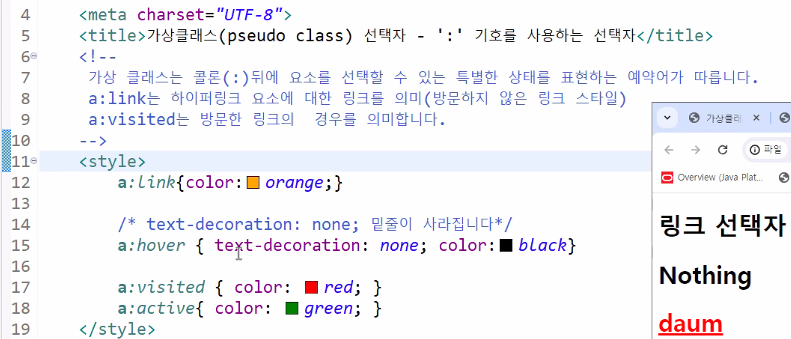 4 <meta charset="UTF-8">
5 <title>가상클래스(pseudo class) 선택자 - ':' 기호를 사용하는 선택자</title>
6 <!--
7 가상 클래스는 콜론(:)뒤에 요소를 선택할 수 있는 특별한 상태를 표현하는 예약어가 따릅니다.
8 a:link는 하이퍼링크 요소에 대한 링크를 의미(방문하지 않은 링크 스타일)
9 a:visited는 방문한 링크의 경우를 의미합니다.
10 -->
11 <style>
12 a:link{color: orange;}
13
14 /* text-decoration: none; 밑줄이 사라집니다*/
15 a:hover { text-decoration: none; color: black}
16
17 a:visited { color: red; }
18 a:active{ color: green; }
19 </style>
가상클래
파일
Overview (Java Plat...
링크 선택자
Nothing
daum